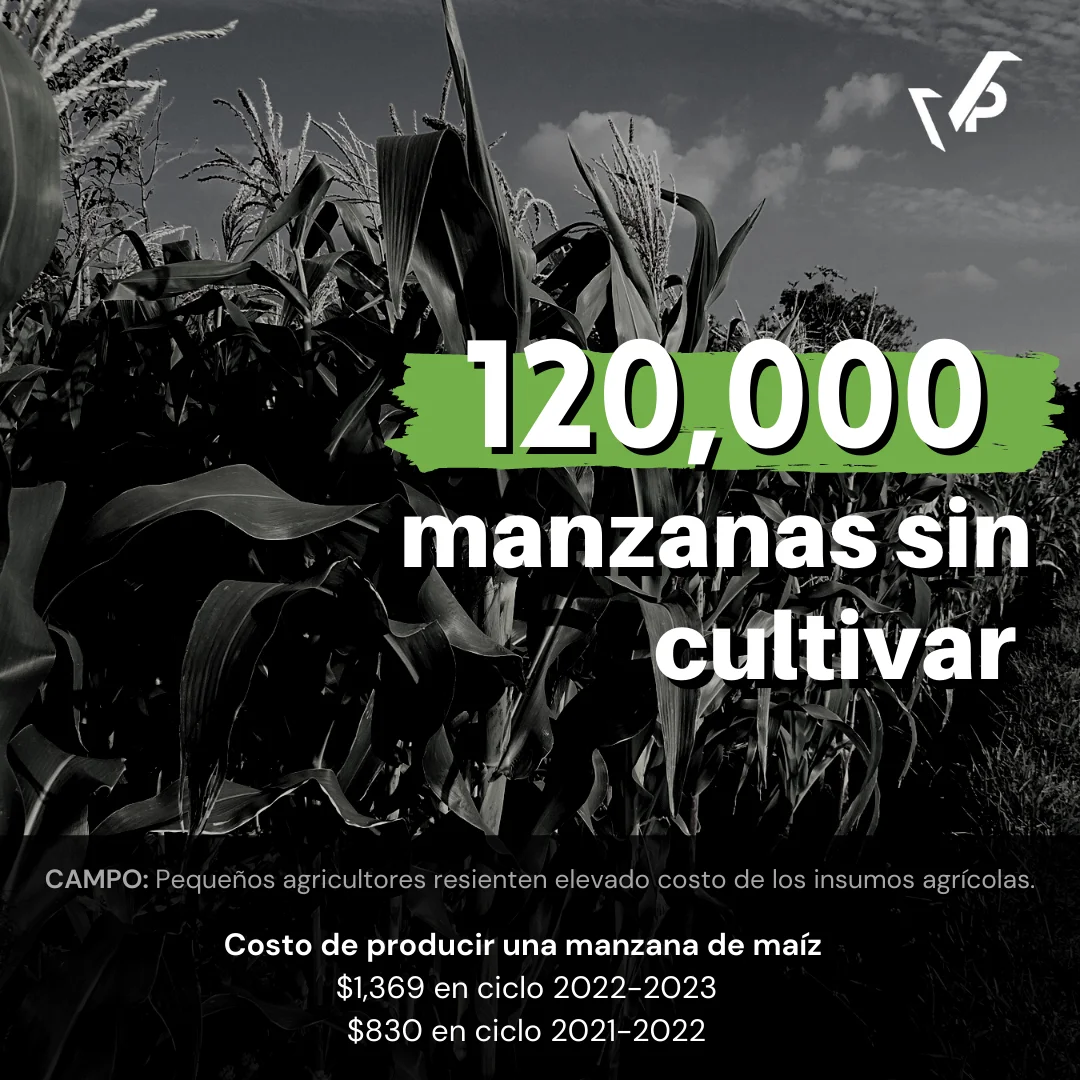 VP
120,000
manzanas sin
cultivar
CAMPO: Pequeños agricultores resienten elevado costo de los insumos agrícolas.
Costo de producir una manzana de maíz
$1,369 en ciclo 2022-2023
$830 en ciclo 2021-2022